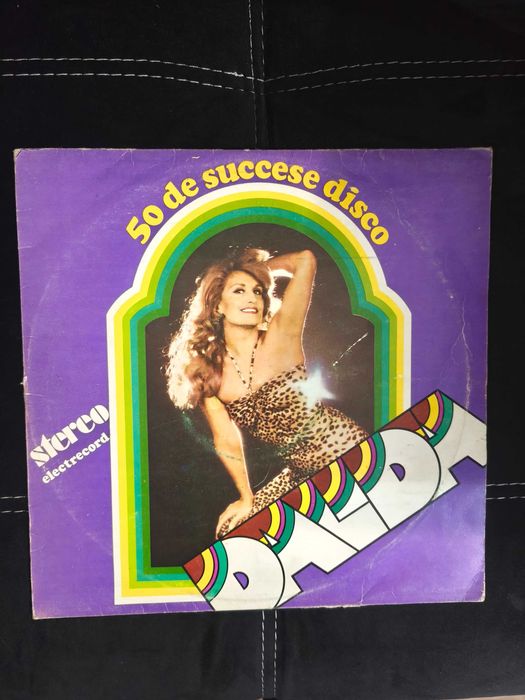 50 de succese disco
stereo
electrecord
DALIDA